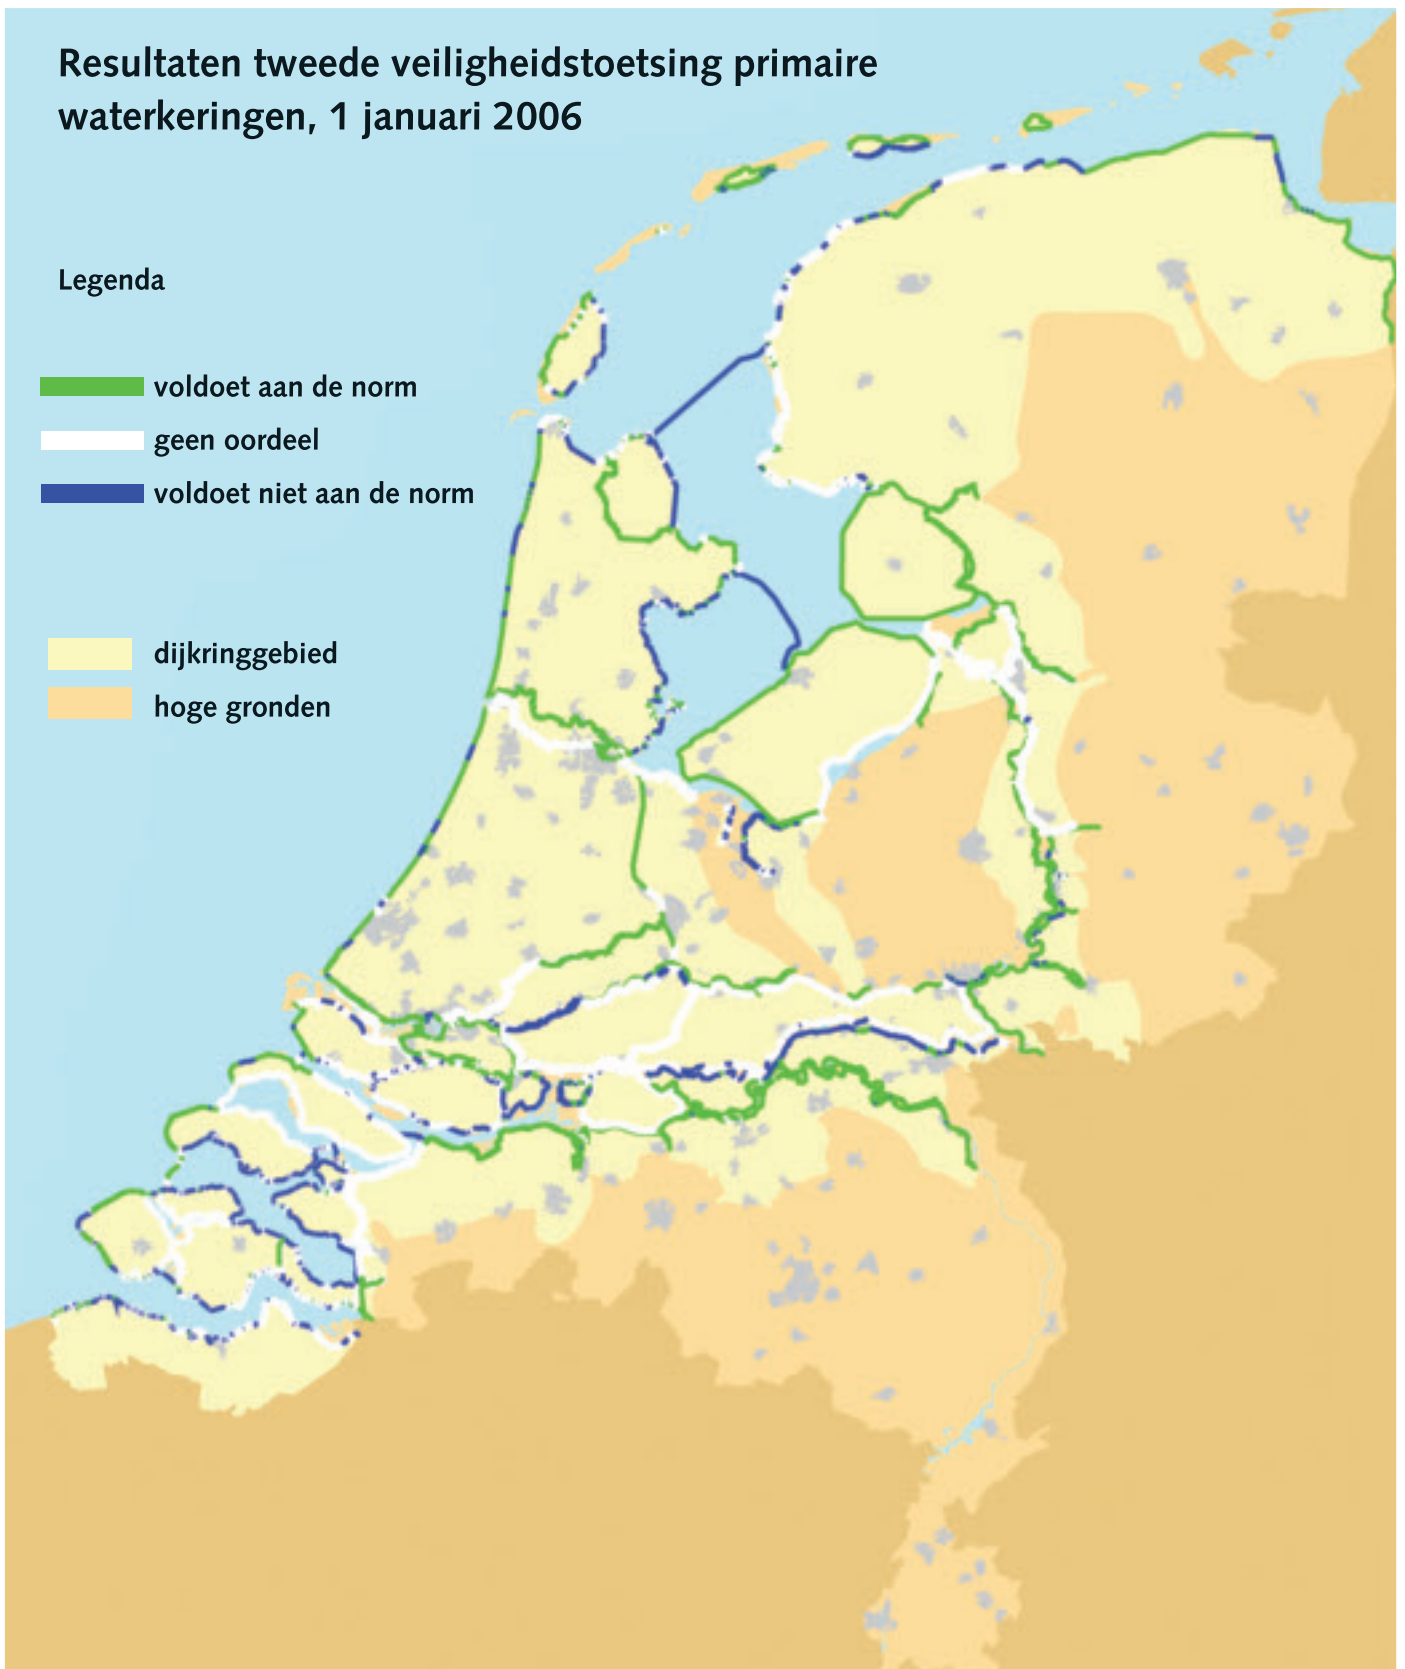 Resultaten tweede veiligheidstoetsing primaire
waterkeringen, 1 januari 2006
Legenda
voldoet aan de norm
geen oordeel
voldoet niet aan de norm
dijkringgebied
hoge gronden